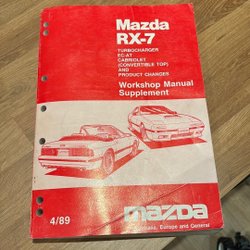 Mazda
RX-7
TURBOCHARGER
EC-AT
CABRIOLET
(CONVERTIBLE TOP)
AND
PRODUCT CHANGES
Workshop Manual
Supplement
4/89
mazda
Australia, Europe and General